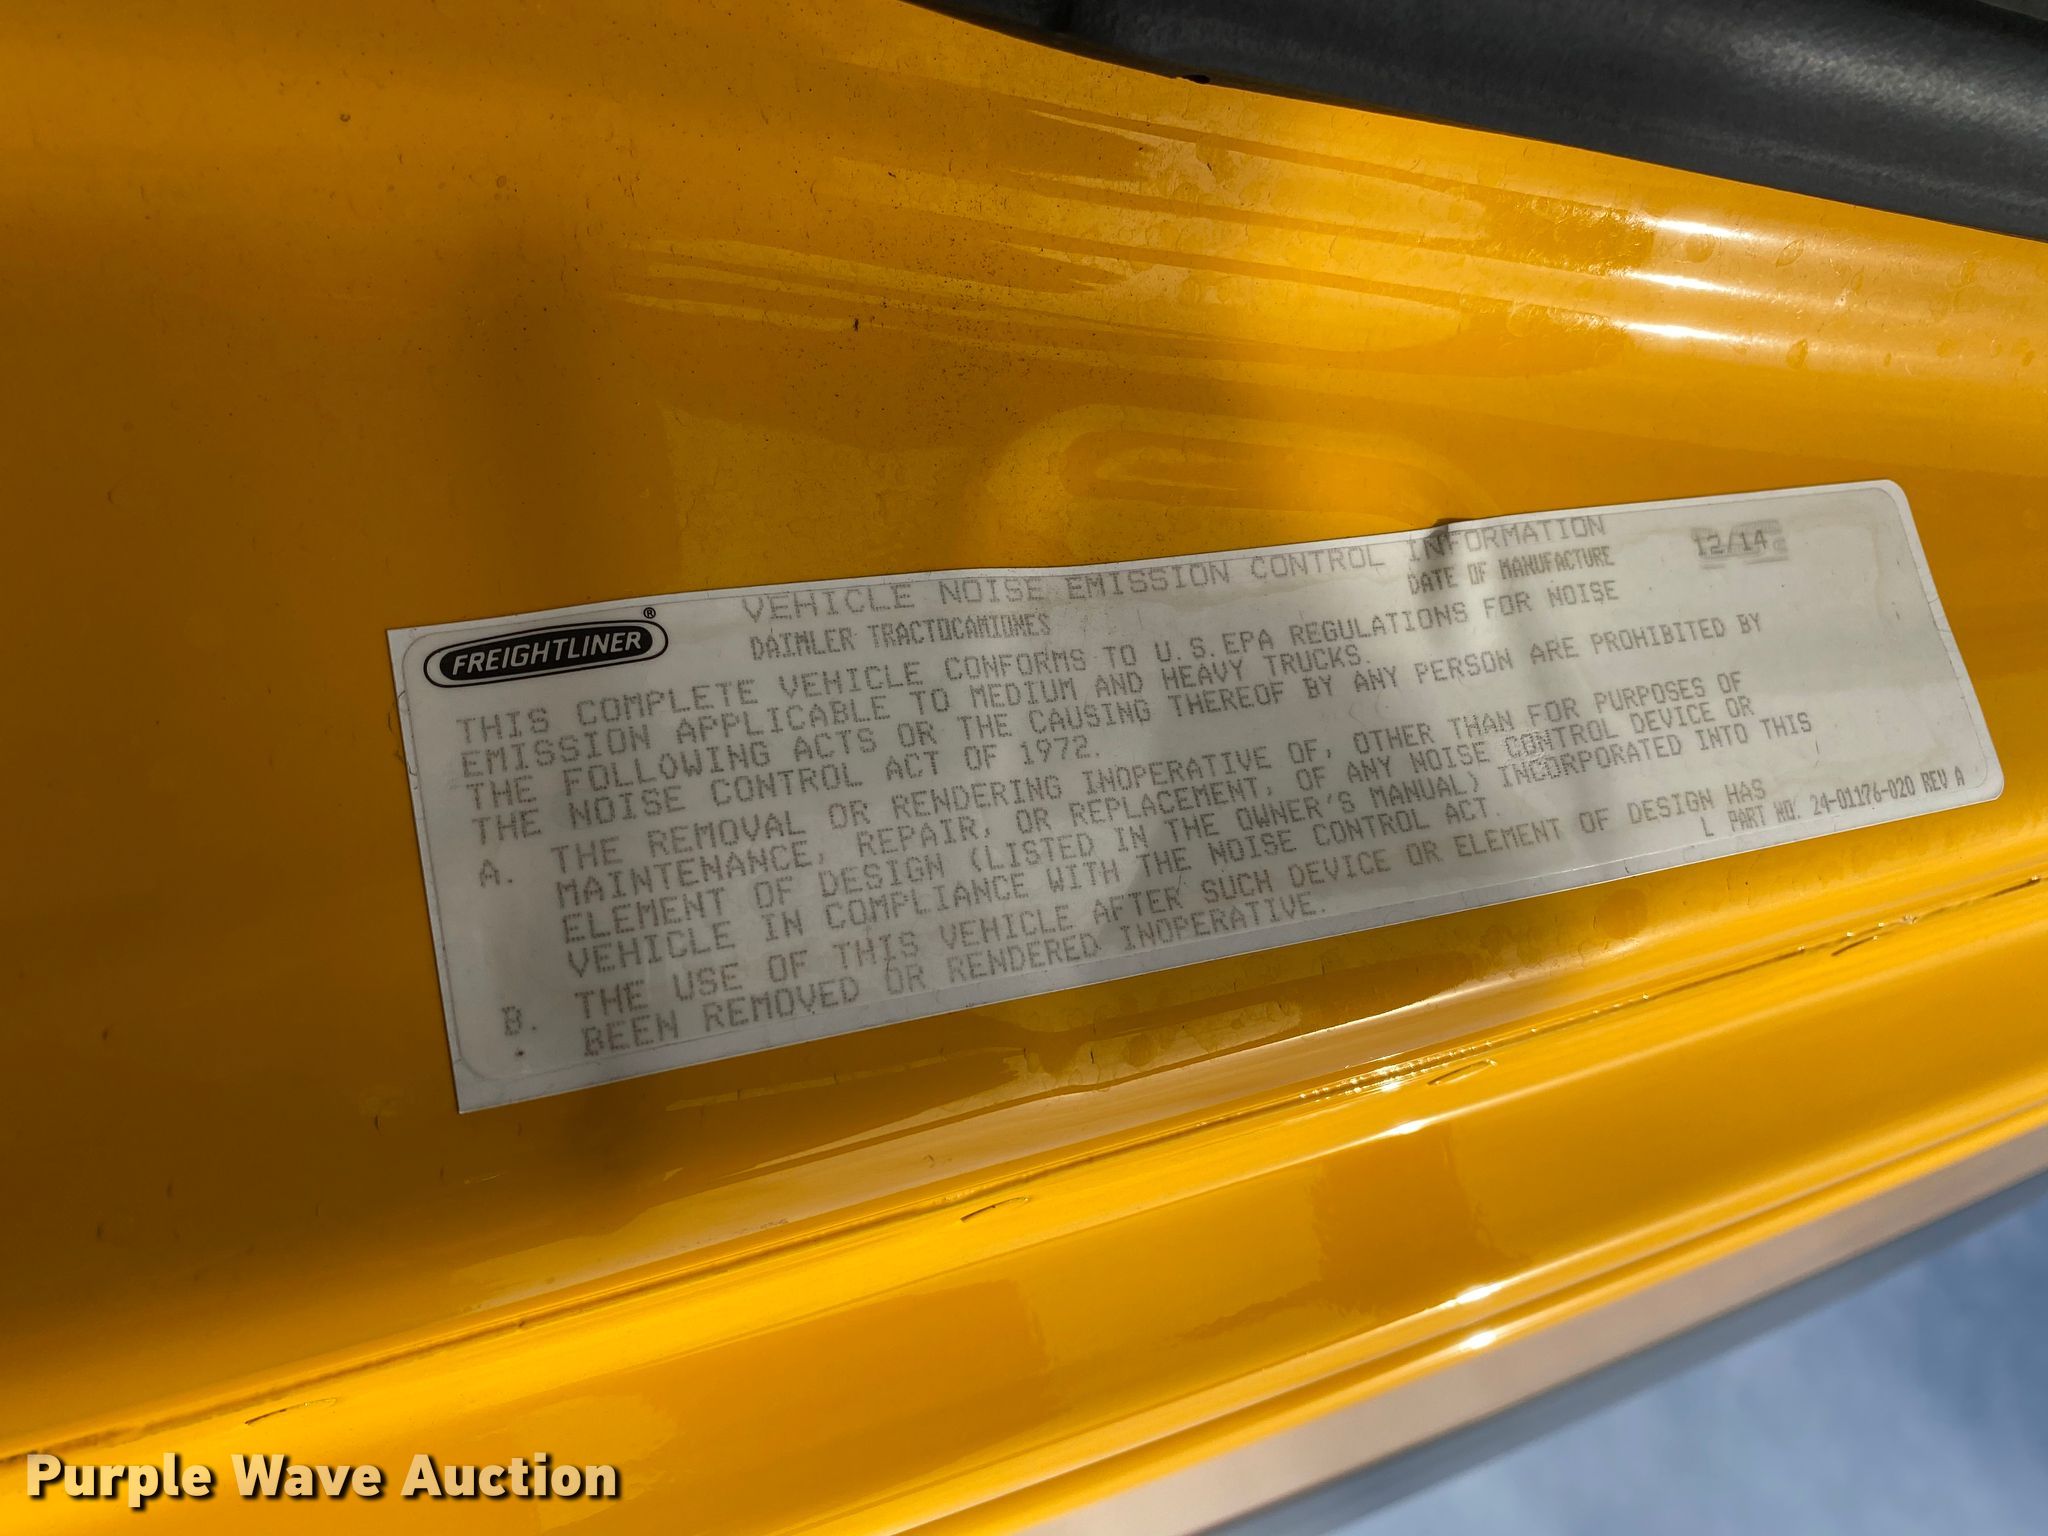 FREIGHTLINER®
VEHICLE NOISE EMISSION CONTROL INFORMATION
DAIMLER TRACTOCAMIONES DATE OF MANUFACTURE 12/14
THIS COMPLETE VEHICLE CONFORMS TO U.S.EPA REGULATIONS FOR NOISE
EMISSION APPLICABLE TO MEDIUM AND HEAVY TRUCKS.
THE FOLLOWING ACTS OR THE CAUSING THEREOF BY ANY PERSON ARE PROHIBITED BY
THE NOISE CONTROL ACT OF 1972.
A. THE REMOVAL OR RENDERING INOPERATIVE OF, OTHER THAN FOR PURPOSES OF
MAINTENANCE, REPAIR, OR REPLACEMENT, OF ANY NOISE CONTROL DEVICE OR
ELEMENT OF DESIGN (LISTED IN THE OWNER'S MANUAL) INCORPORATED INTO THIS
VEHICLE IN COMPLIANCE WITH THE NOISE CONTROL ACT.
B. THE USE OF THIS VEHICLE AFTER SUCH DEVICE OR ELEMENT OF DESIGN HAS
BEEN REMOVED OR RENDERED INOPERATIVE.
L PART NO. 24-01176-020 REV A
Purple Wave Auction